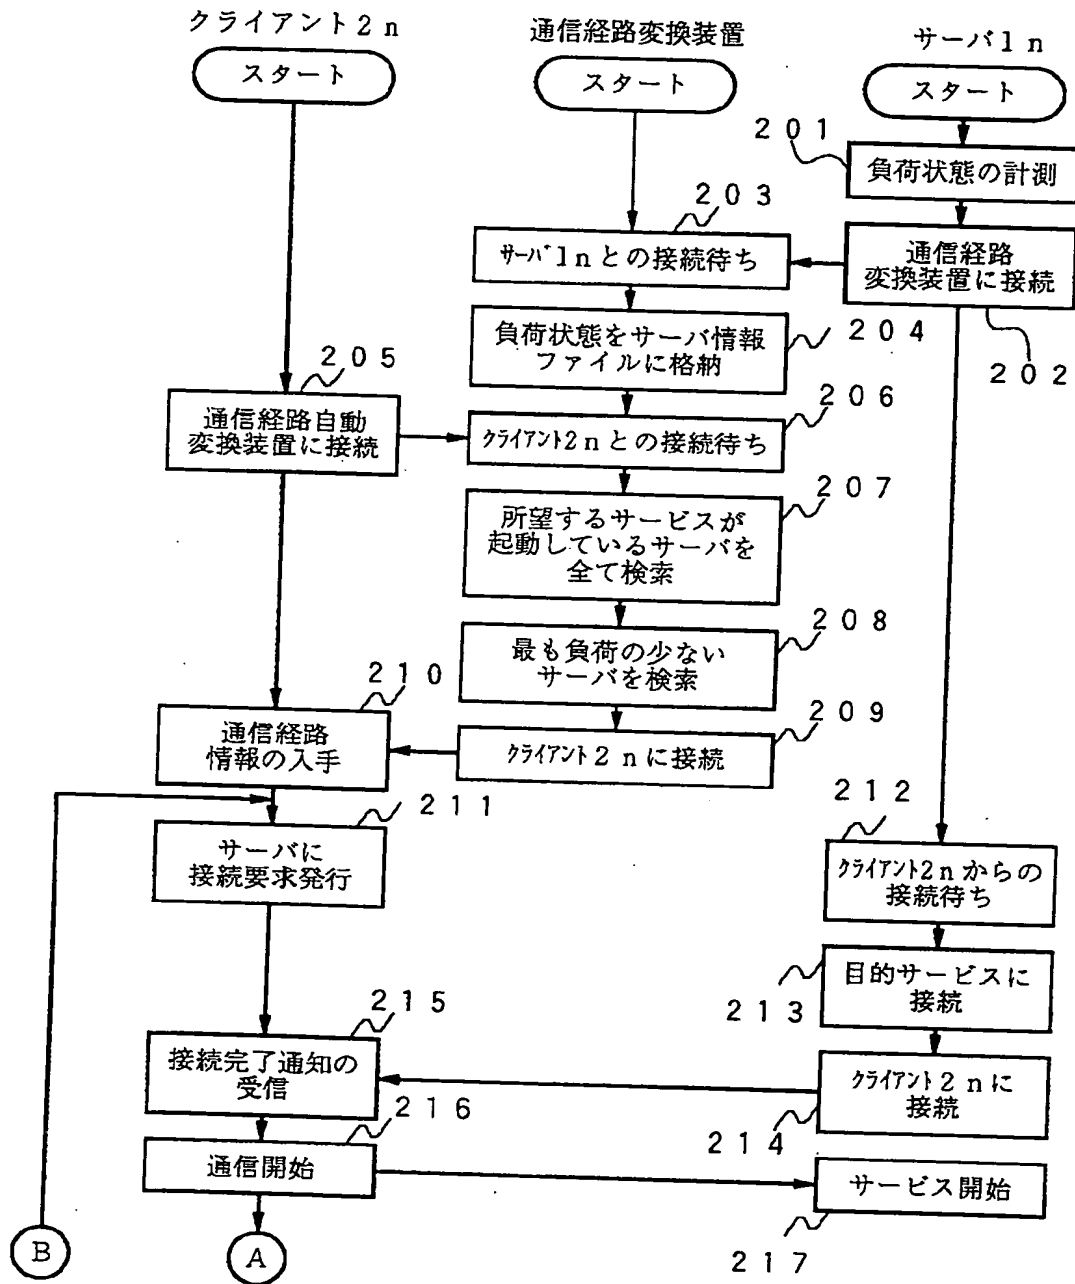 クライアント2n
通信経路変換装置
サーバ1n
スタート
スタート
スタート
201
負荷状態の計測
203
サーバ1nとの接続待ち
通信経路
変換装置に接続
202
負荷状態をサーバ情報
ファイルに格納
204
205
通信経路自動
変換装置に接続
206
クライアント2nとの接続待ち
207
所望するサービスが
起動しているサーバを
全て検索
208
最も負荷の少ない
サーバを検索
210
通信経路
情報の入手
209
クライアント2nに接続
211
サーバに
接続要求発行
212
クライアント2nからの
接続待ち
目的サービスに
接続
213
215
接続完了通知の
受信
クライアント2nに
接続
214
216
通信開始
サービス開始
217
B
A